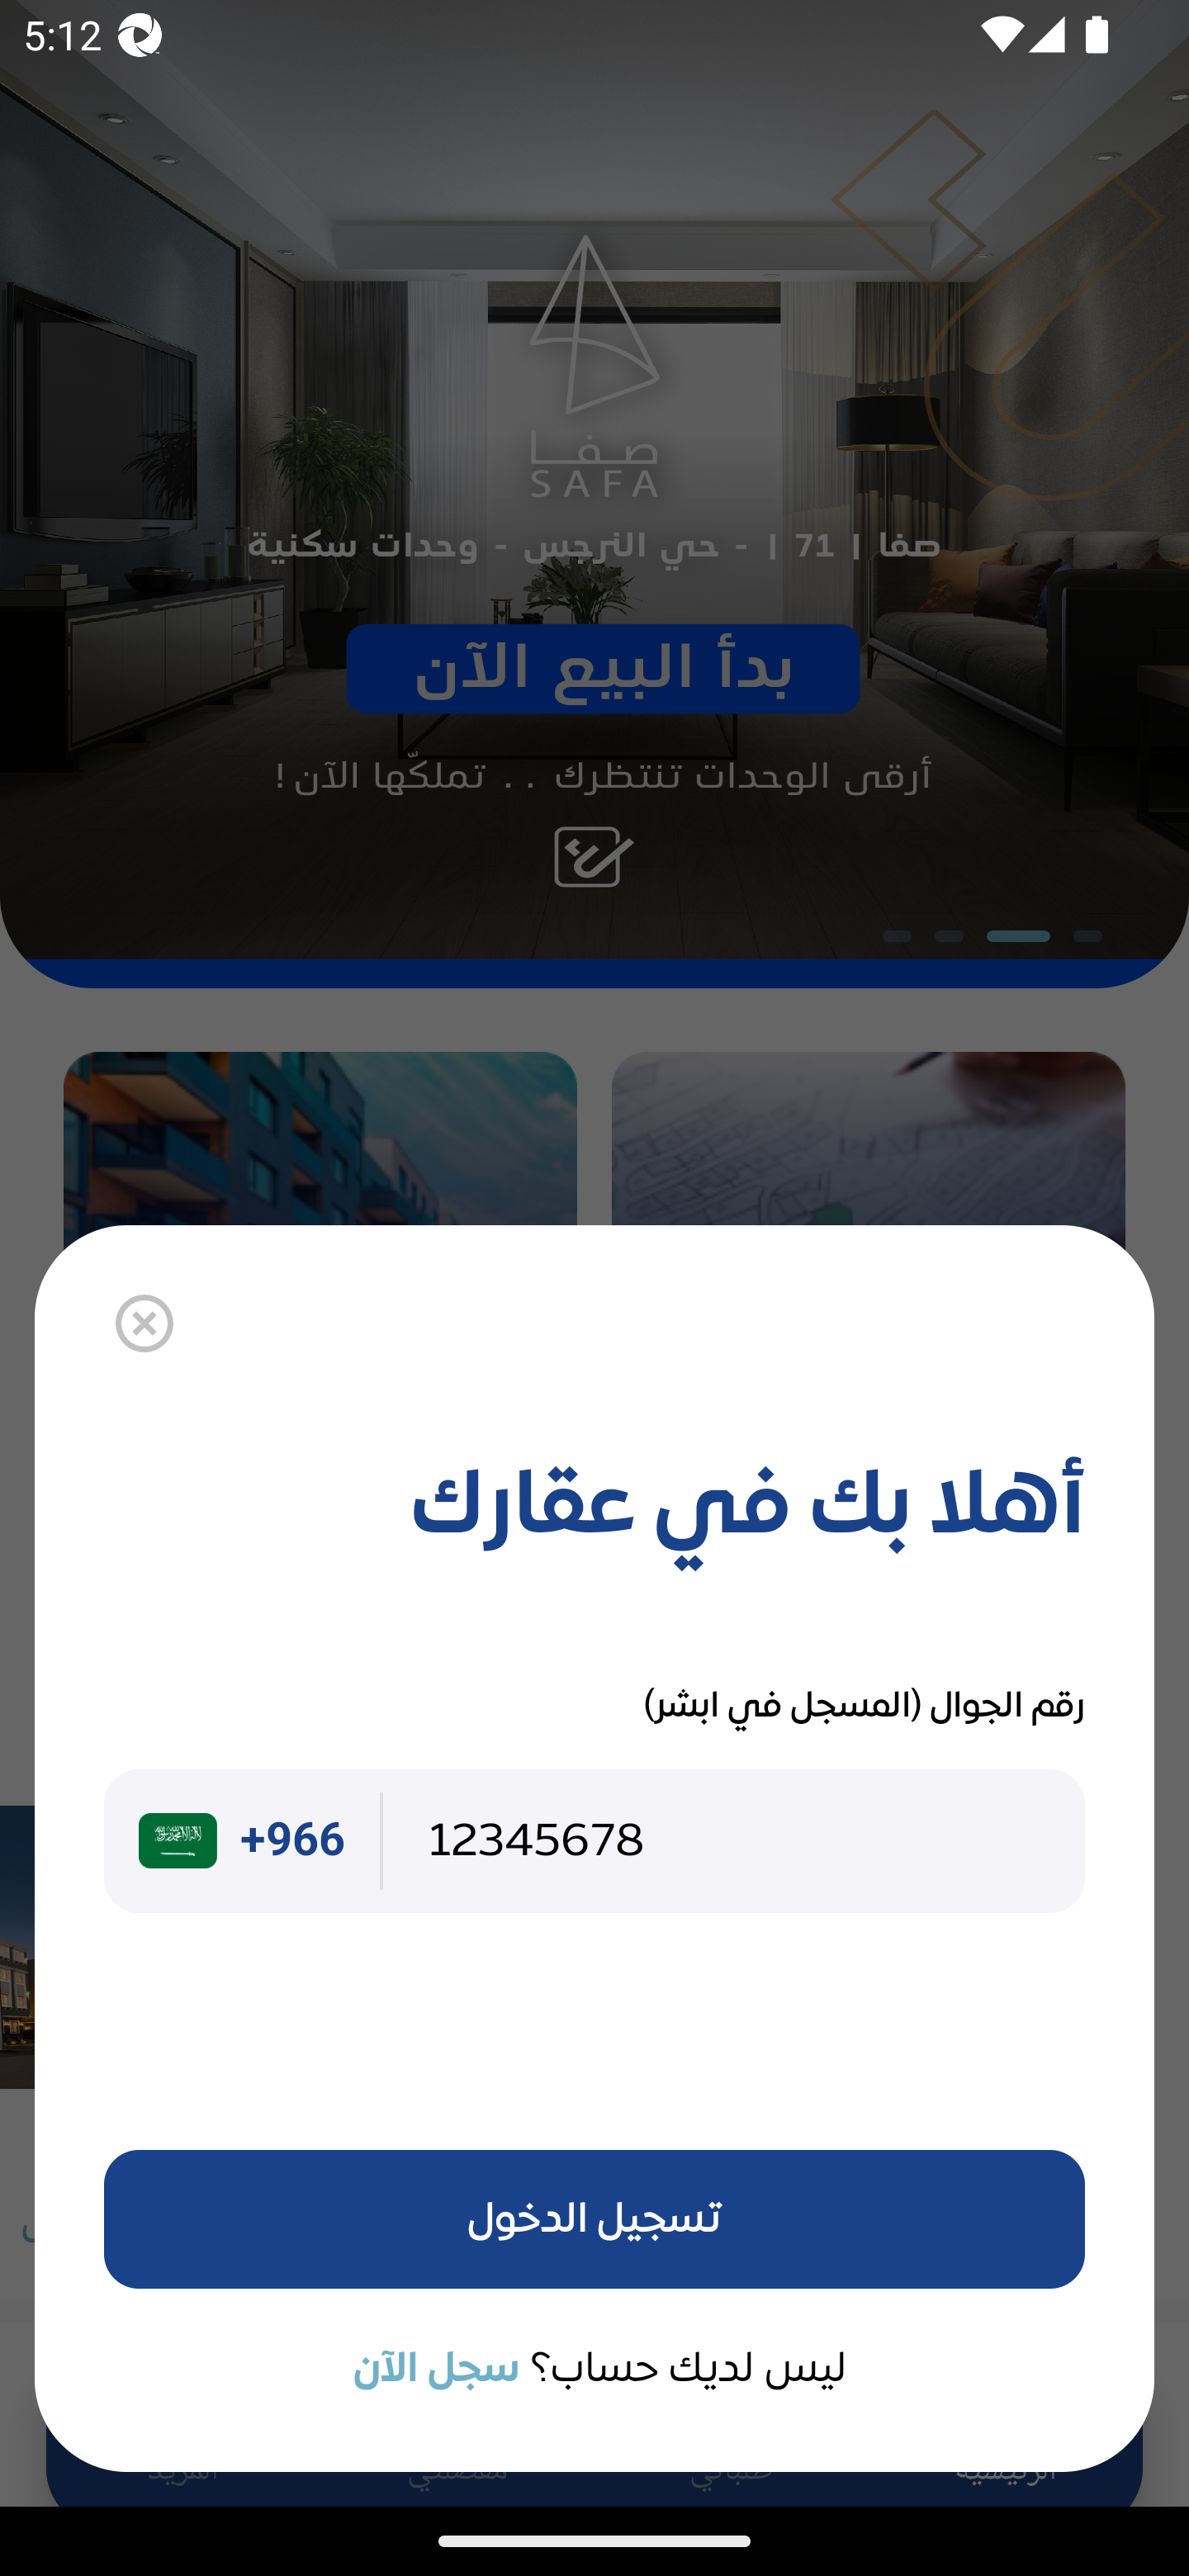 5:12
صفا
SAFA
صفا | 71 | - حي النرجس - وحدات سكنية
بدأ البيع الآن
أرقى الوحدات تنتظرك . . تملكّها الآن !
أهلا بك في عقارك
رقم الجوال (المسجل في ابشر)
+966
12345678
تسجيل الدخول
ليس لديك حساب؟ سجل الآن